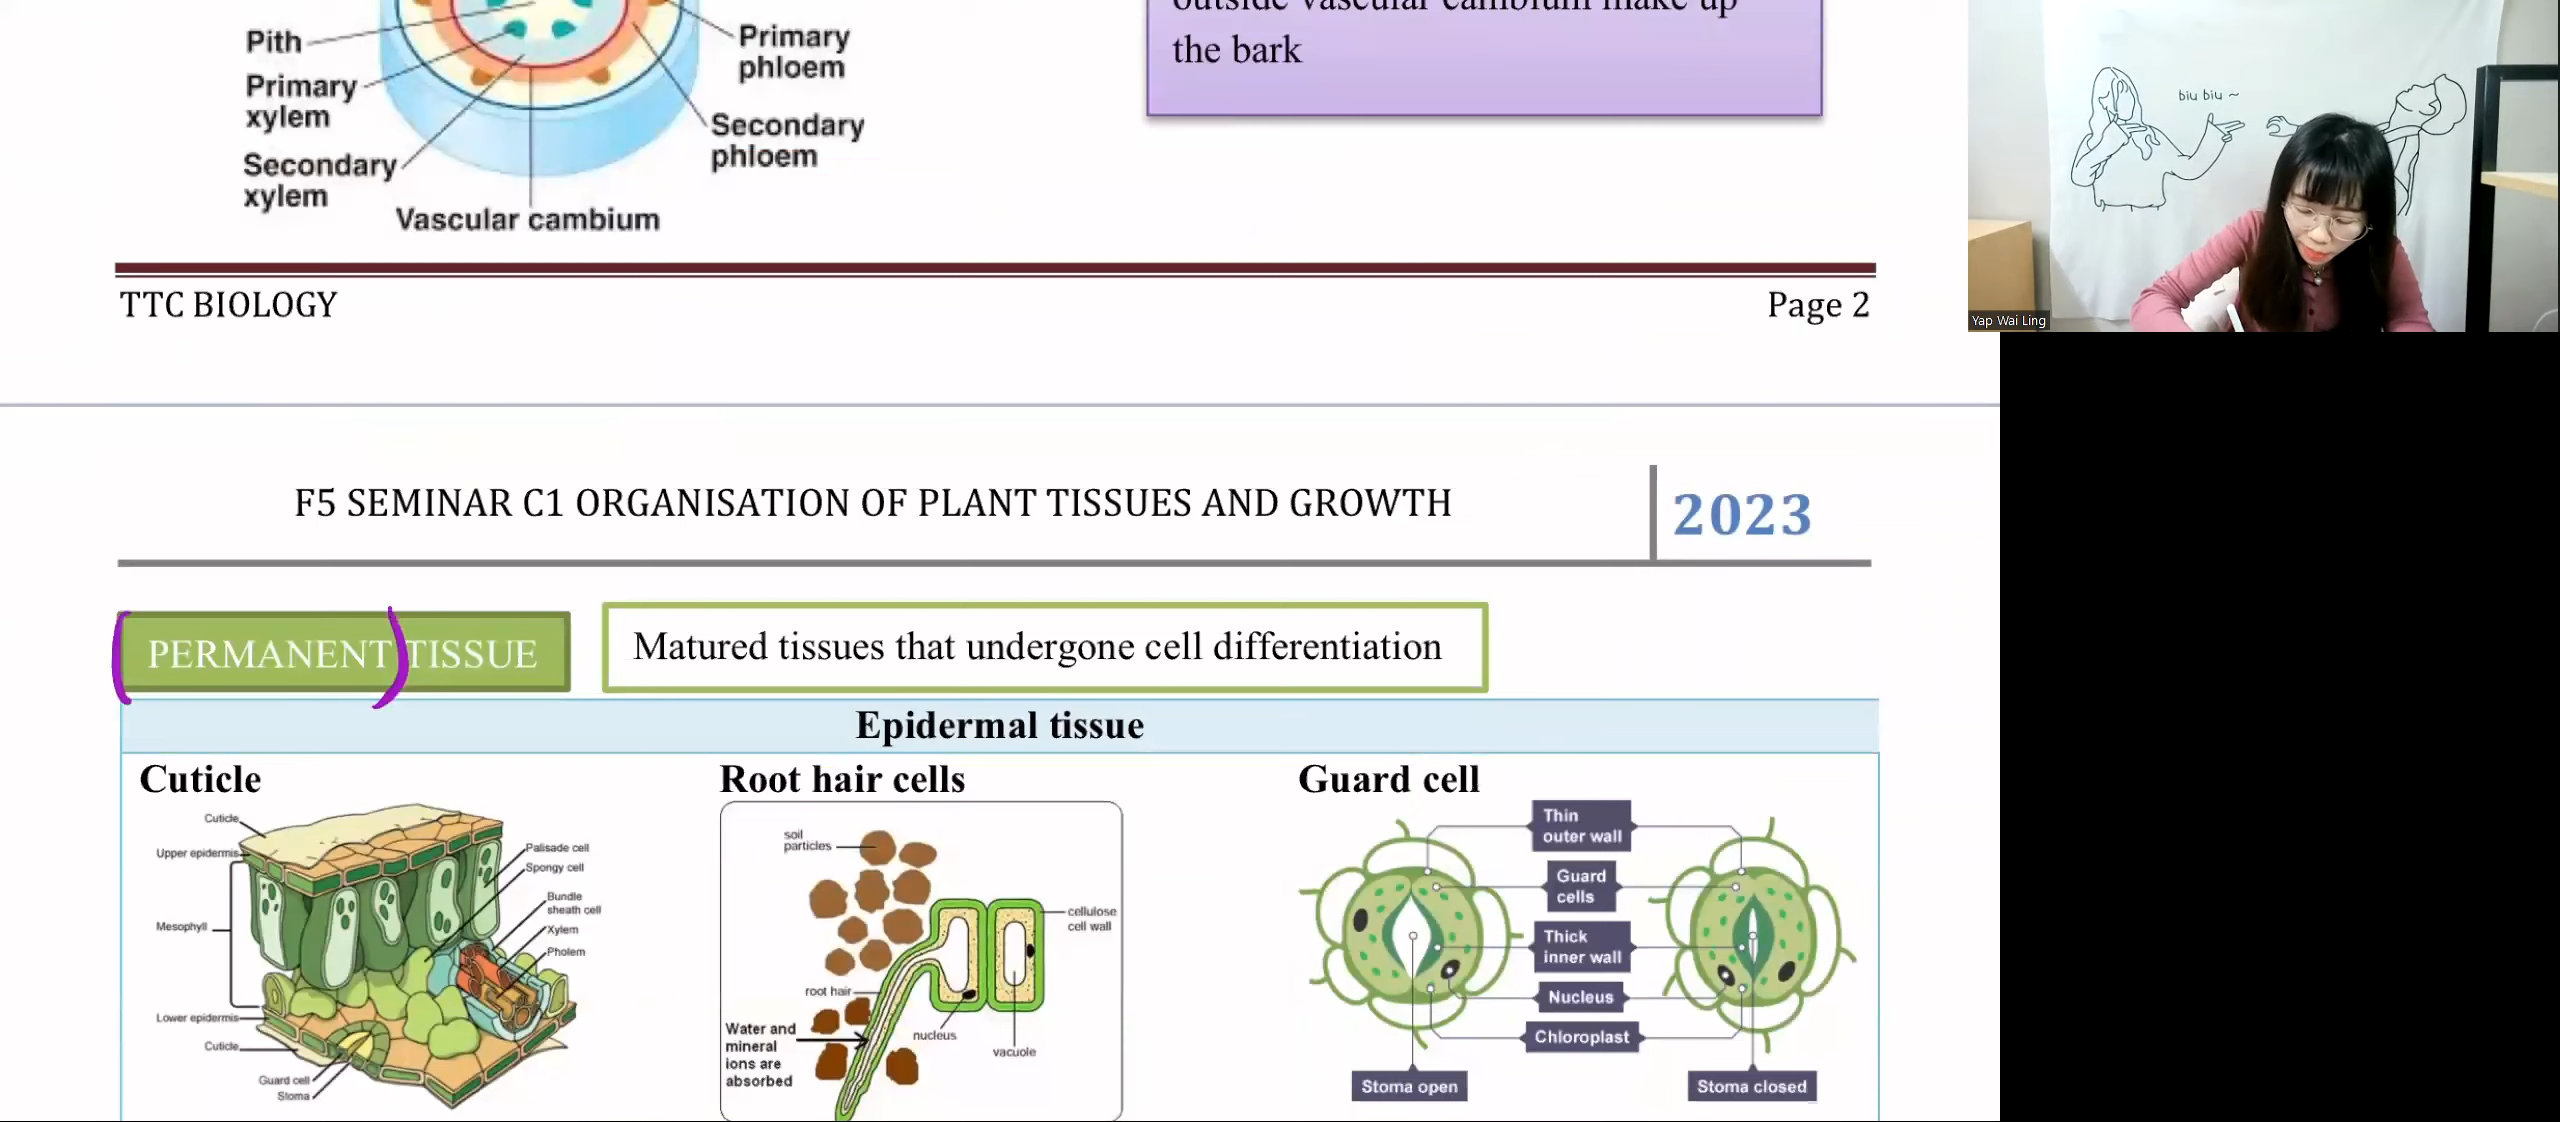 outside vascular cambium make up
the bark
Pith
Primary
xylem
Secondary
xylem
Vascular cambium
Primary
phloem
Secondary
phloem
biu biu ~
Yap Wai Ling
TTC BIOLOGY
Page 2
F5 SEMINAR C1 ORGANISATION OF PLANT TISSUES AND GROWTH
2023
PERMANENT TISSUE
Matured tissues that undergone cell differentiation
Epidermal tissue
Cuticle
Cuticle
Upper epidermis
Mesophyll
Lower epidermis
Cuticle
Guard cell
Stoma
Palisade cell
Spongy cell
Bundle
sheath cell
Xylem
Pholem
Root hair cells
soil
particles
cellulose
cell wall
root hair
Water and
mineral
ions are
absorbed
nucleus
vacuole
Guard cell
Thin
outer wall
Guard
cells
Thick
inner wall
Nucleus
Chloroplast
Stoma open
Stoma closed